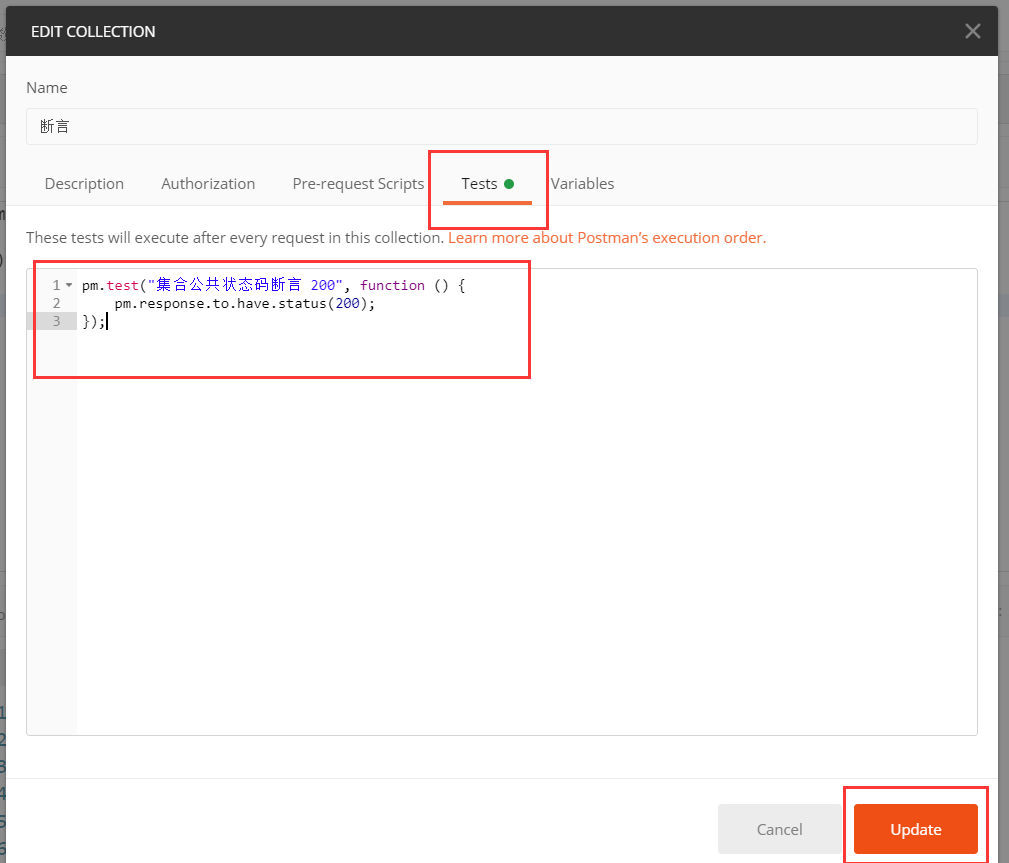 EDIT COLLECTION
Name
断言
Description Authorization Pre-request Scripts Tests Variables
These tests will execute after every request in this collection. Learn more about Postman’s execution order.
1 pm.test("集合公共状态码断言 200", function () {
2 pm.response.to.have.status(200);
3 });
Cancel Update